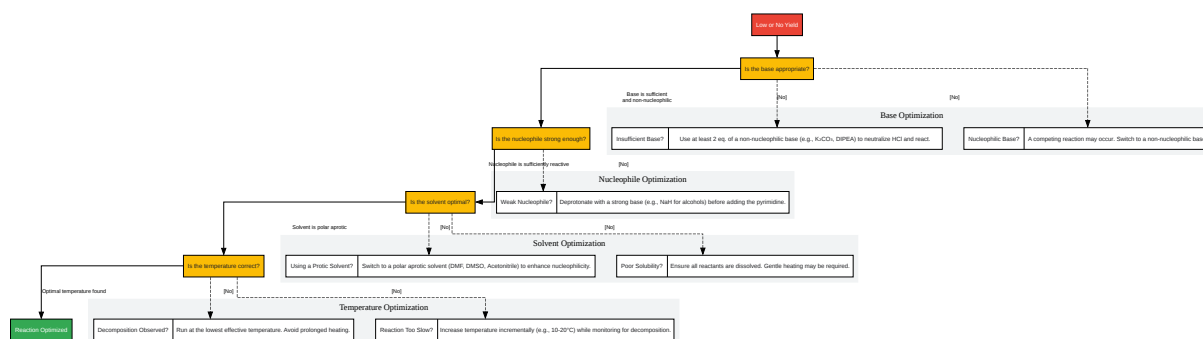 Low or No Yield
Is the base appropriate?
Base is sufficient
and non-nucleophilic
[No]
[No]
Base Optimization
Is the nucleophile strong enough?
Insufficient Base?
Use at least 2 eq. of a non-nucleophilic base (e.g., K₂CO₃, DIPEA) to neutralize HCl and react.
Nucleophilic Base?
A competing reaction may occur. Switch to a non-nucleophilic
Nucleophile is sufficiently reactive
[No]
Nucleophile Optimization
Is the solvent optimal?
Weak Nucleophile?
Deprotonate with a strong base (e.g., NaH for alcohols) before adding the pyrimidine.
Solvent is polar aprotic
[No]
[No]
Solvent Optimization
Is the temperature correct?
Using a Protic Solvent?
Switch to a polar aprotic solvent (DMF, DMSO, Acetonitrile) to enhance nucleophilicity.
Poor Solubility?
Ensure all reactants are dissolved. Gentle heating may be required.
Optimal temperature found
[No]
[No]
Temperature Optimization
Reaction Optimized
Decomposition Observed?
Run at the lowest effective temperature. Avoid prolonged heating.
Reaction Too Slow?
Increase temperature incrementally (e.g., 10-20°C) while monitoring for decomposition.